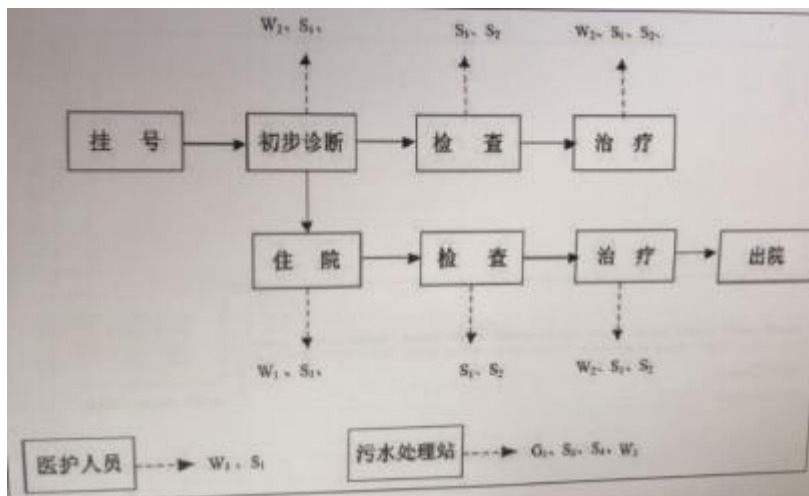 W₂、S₁、 S₁、S₂ W₂、S₁、S₂、
挂 号 初步诊断 检 查 治 疗
住 院 检 查 治 疗 出院
W₁、S₁、 S₁、S₂ W₂、S₁、S₂
医护人员 W₁、S₁ 污水处理站 G₁、S₃、S₄、